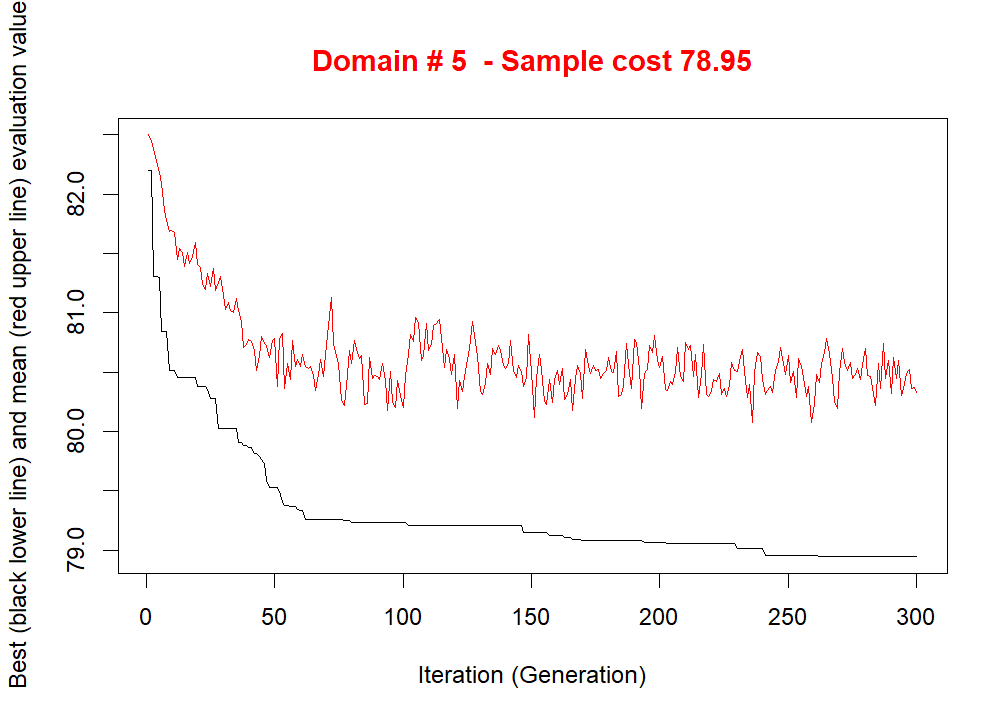 Domain # 5  - Sample cost 78.95
Best (black lower line) and mean (red upper line) evaluation value
82.0
81.0
80.0
79.0
0 50 100 150 200 250 300
Iteration (Generation)